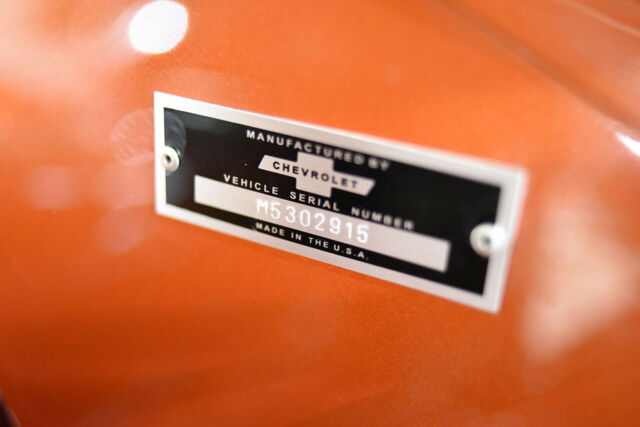 MANUFACTURED BY
CHEVROLET
VEHICLE SERIAL NUMBER
M5302915
MADE IN THE U.S.A.